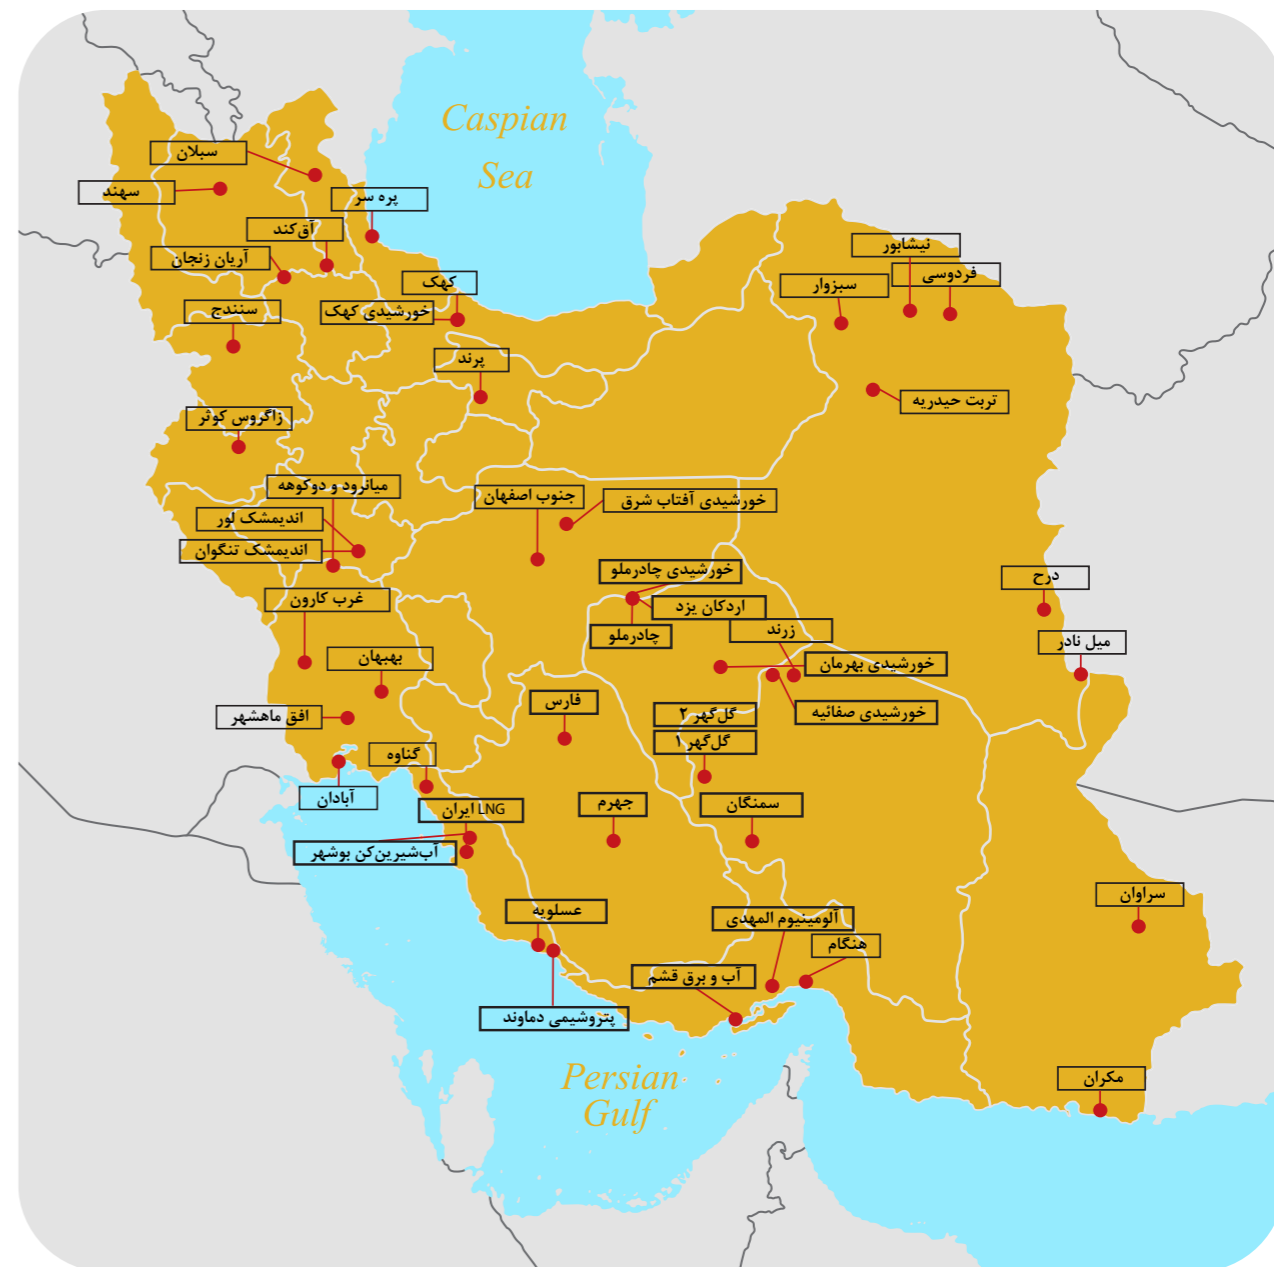 Caspian
Sea
سبلان
سهند
پره سر
آق‌کند
آریان زنجان
کهک
خورشیدی کهک
سنندج
پرند
نیشابور
فردوسی
سبزوار
تربت حیدریه
زاگروس کوثر
میانرود و دوکوهه
اندیمشک لور
اندیمشک تنگوان
جنوب اصفهان
خورشیدی آفتاب شرق
خورشیدی چادرملو
اردکان یزد
چادرملو
زرند
خورشیدی بهرمان
خورشیدی صفائیه
درح
میل نادر
غرب کارون
بهبهان
افق ماهشهر
فارس
گل‌گهر ۲
گل‌گهر ۱
گناوه
آبادان
LNG ایران
آب‌شیرین‌کن بوشهر
جهرم
سمنگان
سراوان
عسلویه
آلومینیوم المهدی
هنگام
آب و برق قشم
پتروشیمی دماوند
مکران
Persian
Gulf